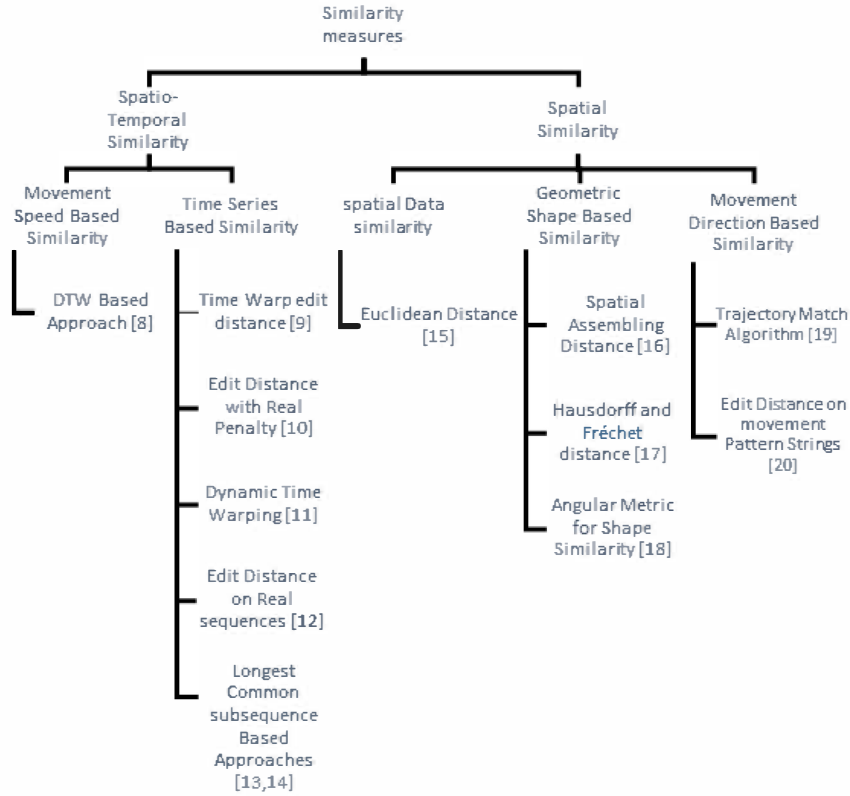 Similarity
measures
Spatio-
Temporal
Similarity
Spatial
Similarity
Movement
Speed Based
Similarity
Time Series
Based Similarity
spatial Data
similarity
Geometric
Shape Based
Similarity
Movement
Direction Based
Similarity
DTW Based
Approach [8]
Time Warp edit
distance [9]
Edit Distance
with Real
Penalty [10]
Dynamic Time
Warping [11]
Edit Distance
on Real
sequences [12]
Longest
Common
subsequence
Based
Approaches
[13,14]
Euclidean Distance
[15]
Spatial
Assembling
Distance [16]
Hausdorff and
Fréchet
distance [17]
Angular Metric
for Shape
Similarity [18]
Trajectory Match
Algorithm [19]
Edit Distance on
movement
Pattern Strings
[20]